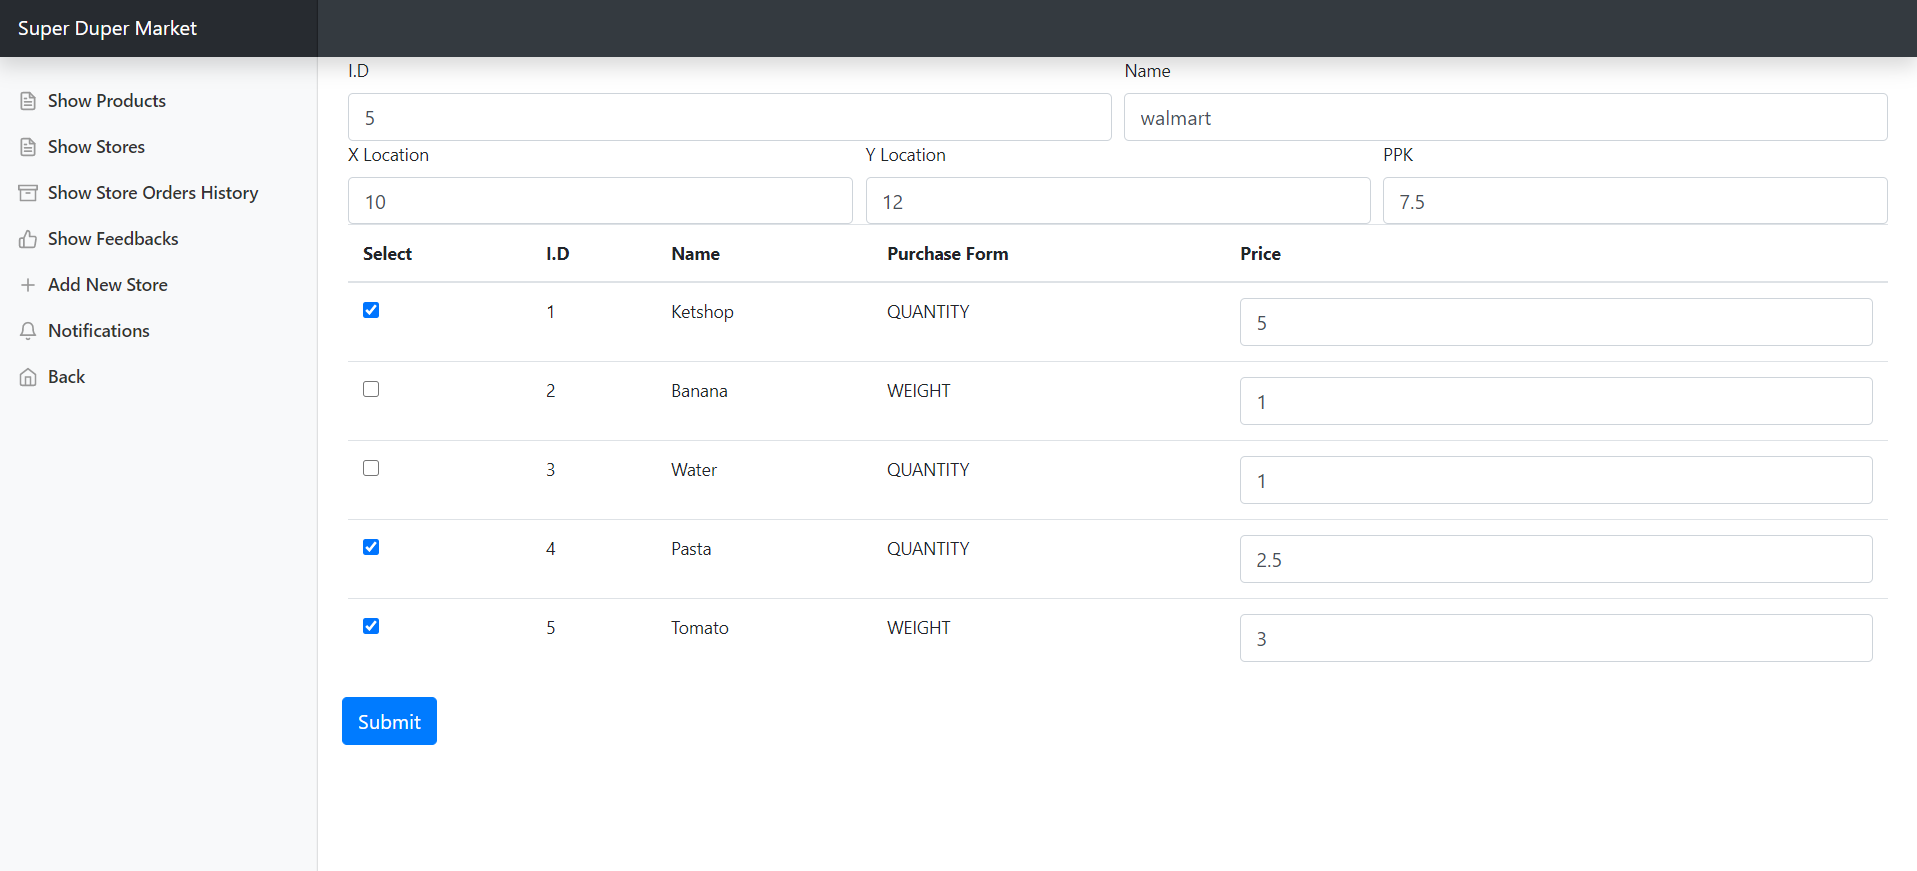 Super Duper Market
Show Products
Show Stores
Show Store Orders History
Show Feedbacks
Add New Store
Notifications
Back
I.D Name
5 walmart
X Location Y Location PPK
10 12 7.5
Select I.D Name Purchase Form Price
1 Ketshop QUANTITY 5
2 Banana WEIGHT 1
3 Water QUANTITY 1
4 Pasta QUANTITY 2.5
5 Tomato WEIGHT 3
Submit